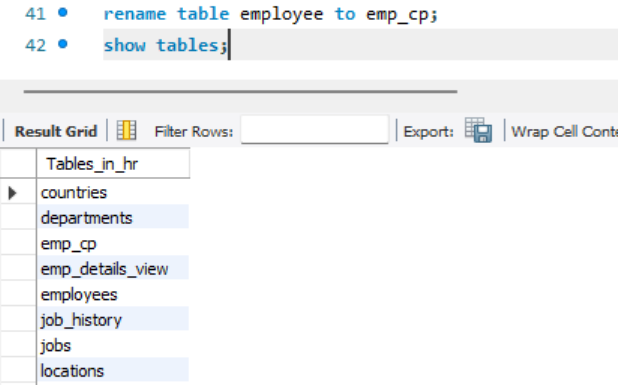 41 rename table employee to emp_cp;
42 show tables;
Result Grid Filter Rows: Export: Wrap Cell Conte
Tables_in_hr
countries
departments
emp_cp
emp_details_view
employees
job_history
jobs
locations